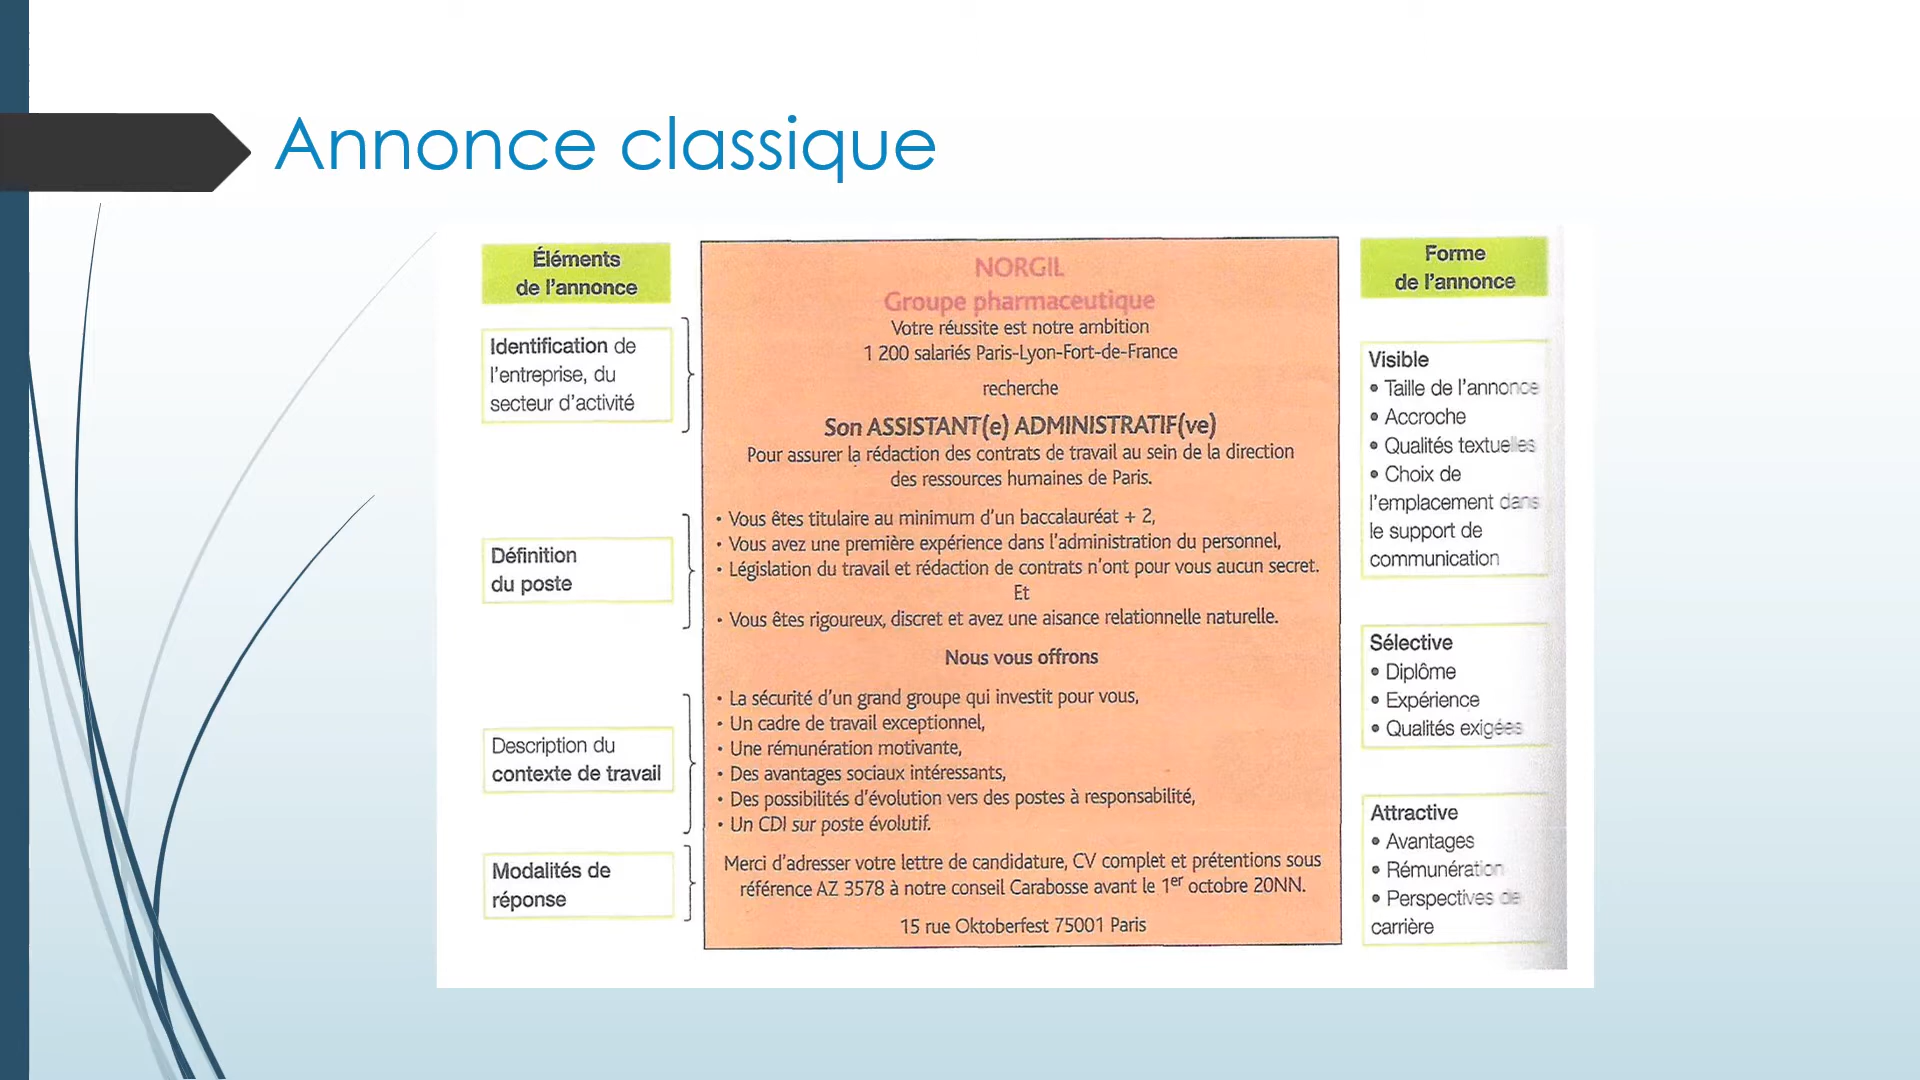 Annonce classique
Éléments
de l'annonce
Identification de
l'entreprise, du
secteur d'activité
Définition
du poste
Description du
contexte de travail
Modalités de
réponse
NORGIL
Groupe pharmaceutique
Votre réussite est notre ambition
1 200 salariés Paris-Lyon-Fort-de-France
recherche
Son ASSISTANT(e) ADMINISTRATIF(ve)
Pour assurer la rédaction des contrats de travail au sein de la direction
des ressources humaines de Paris.
• Vous êtes titulaire au minimum d'un baccalauréat + 2,
• Vous avez une première expérience dans l'administration du personnel,
• Législation du travail et rédaction de contrats n'ont pour vous aucun secret.
Et
• Vous êtes rigoureux, discret et avez une aisance relationnelle naturelle.
Nous vous offrons
• La sécurité d'un grand groupe qui investit pour vous,
• Un cadre de travail exceptionnel,
• Une rémunération motivante,
• Des avantages sociaux intéressants,
• Des possibilités d'évolution vers des postes à responsabilité,
• Un CDI sur poste évolutif.
Merci d'adresser votre lettre de candidature, CV complet et prétentions sous
référence AZ 3578 à notre conseil Carabosse avant le 1er octobre 20NN.
15 rue Oktoberfest 75001 Paris
Forme
de l'annonce
Visible
• Taille de l'annonce
• Accroche
• Qualités textuelles
• Choix de
l'emplacement dans
le support de
communication
Sélective
• Diplôme
• Expérience
• Qualités exigées
Attractive
• Avantages
• Rémunération
• Perspectives de
carrière